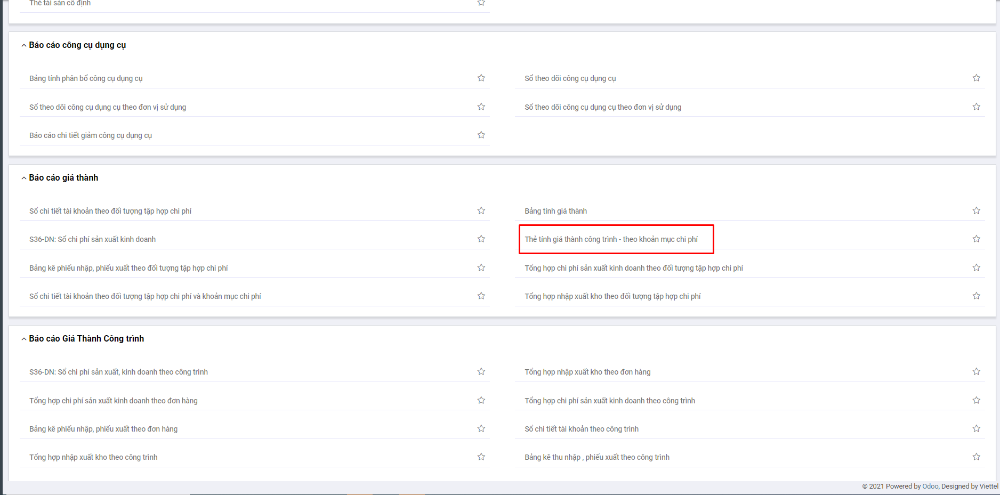 Thẻ tài sản cố định
Báo cáo công cụ dụng cụ
Bảng tính phân bổ công cụ dụng cụ
Sổ theo dõi công cụ dụng cụ
Sổ theo dõi công cụ dụng cụ theo đơn vị sử dụng
Sổ theo dõi công cụ dụng cụ theo đơn vị sử dụng
Báo cáo chi tiết giảm công cụ dụng cụ
Báo cáo giá thành
Sổ chi tiết tài khoản theo đối tượng tập hợp chi phí
Bảng tính giá thành
S36-DN: Sổ chi phí sản xuất kinh doanh
Thẻ tính giá thành công trình - theo khoản mục chi phí
Bảng kê phiếu nhập, phiếu xuất theo đối tượng tập hợp chi phí
Tổng hợp chi phí sản xuất kinh doanh theo đối tượng tập hợp chi phí
Sổ chi tiết tài khoản theo đối tượng tập hợp chi phí và khoản mục chi phí
Tổng hợp nhập xuất kho theo đối tượng tập hợp chi phí
Báo cáo Giá Thành Công trình
S36-DN: Sổ chi phí sản xuất, kinh doanh theo công trình
Tổng hợp nhập xuất kho theo đơn hàng
Tổng hợp chi phí sản xuất kinh doanh theo đơn hàng
Tổng hợp chi phí sản xuất kinh doanh theo công trình
Bảng kê phiếu nhập, phiếu xuất theo đơn hàng
Sổ chi tiết tài khoản theo công trình
Tổng hợp nhập xuất kho theo công trình
Bảng kê thu nhập , phiếu xuất theo công trình
© 2021 Powered by Odoo, Designed by Viettel